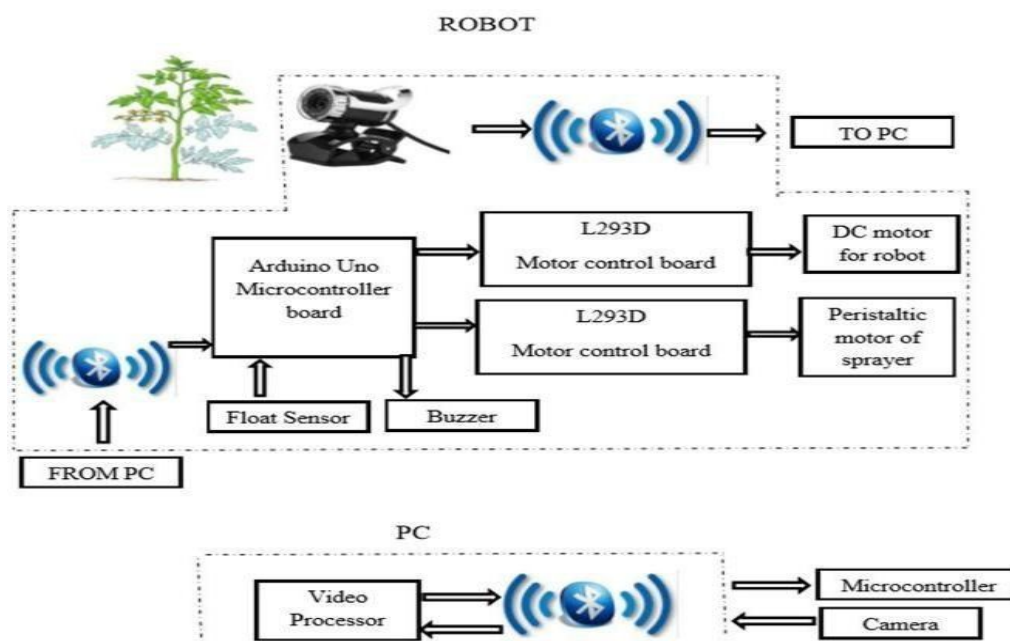 ROBOT
TO PC
L293D
Motor control board
DC motor
for robot
Arduino Uno
Microcontroller
board
L293D
Motor control board
Peristaltic
motor of
sprayer
Float Sensor
Buzzer
FROM PC
PC
Video
Processor
Microcontroller
Camera